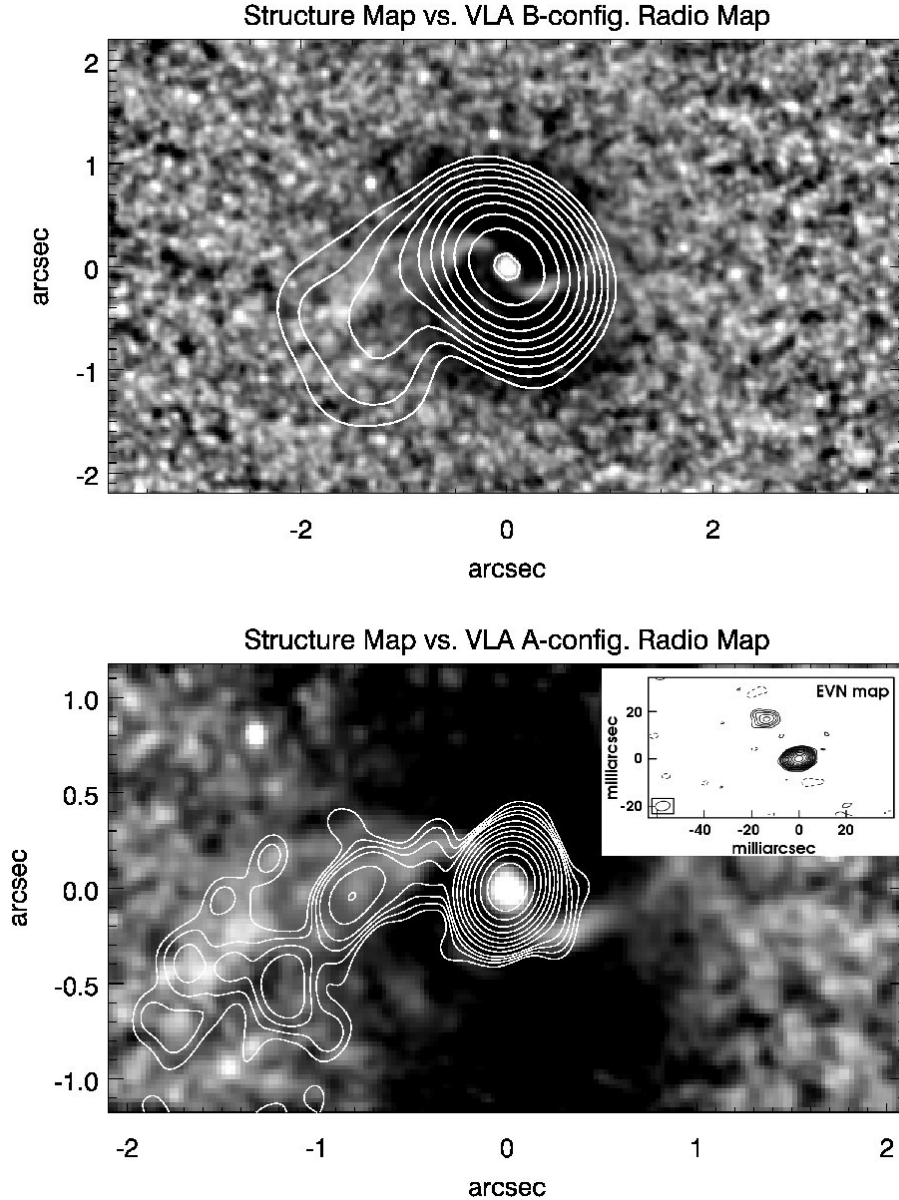 Structure Map vs. VLA B-config. Radio Map
2
1
0
-1
-2
arcsec
-2 0 2
arcsec
Structure Map vs. VLA A-config. Radio Map
1.0
0.5
0.0
-0.5
-1.0
arcsec
EVN map
20
0
-20
milliarcsec
-40 -20 0 20
milliarcsec
-2 -1 0 1 2
arcsec